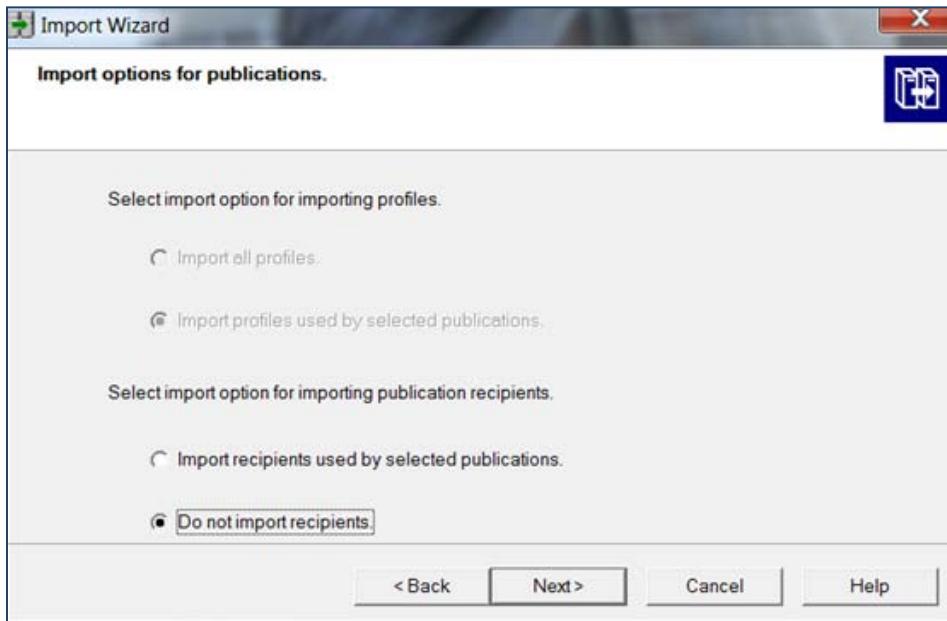 Import Wizard
Import options for publications.
Select import option for importing profiles.
Import all profiles.
Import profiles used by selected publications.
Select import option for importing publication recipients.
Import recipients used by selected publications.
Do not import recipients.
< Back Next > Cancel Help